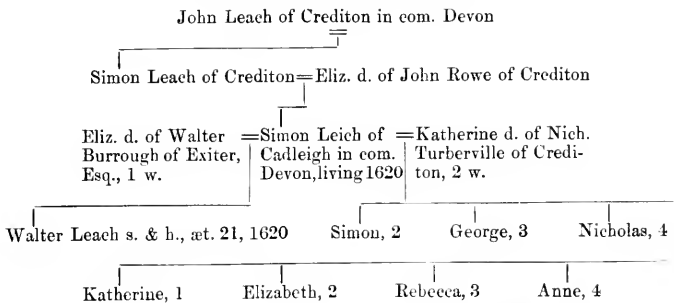 John Leach of Crediton in com. Devon
Simon Leach of Crediton=Eliz. d. of John Rowe of Crediton
Eliz. d. of Walter =Simon Leich of =Katherine d. of Nich.
Burrough of Exiter, Cadleigh in com. Turberville of Credi-
Esq., 1 w. Devon, living 1620 ton, 2 w.
Walter Leach s. & h., æt. 21, 1620 Simon, 2 George, 3 Nicholas, 4
Katherine, 1 Elizabeth, 2 Rebecca, 3 Anne, 4